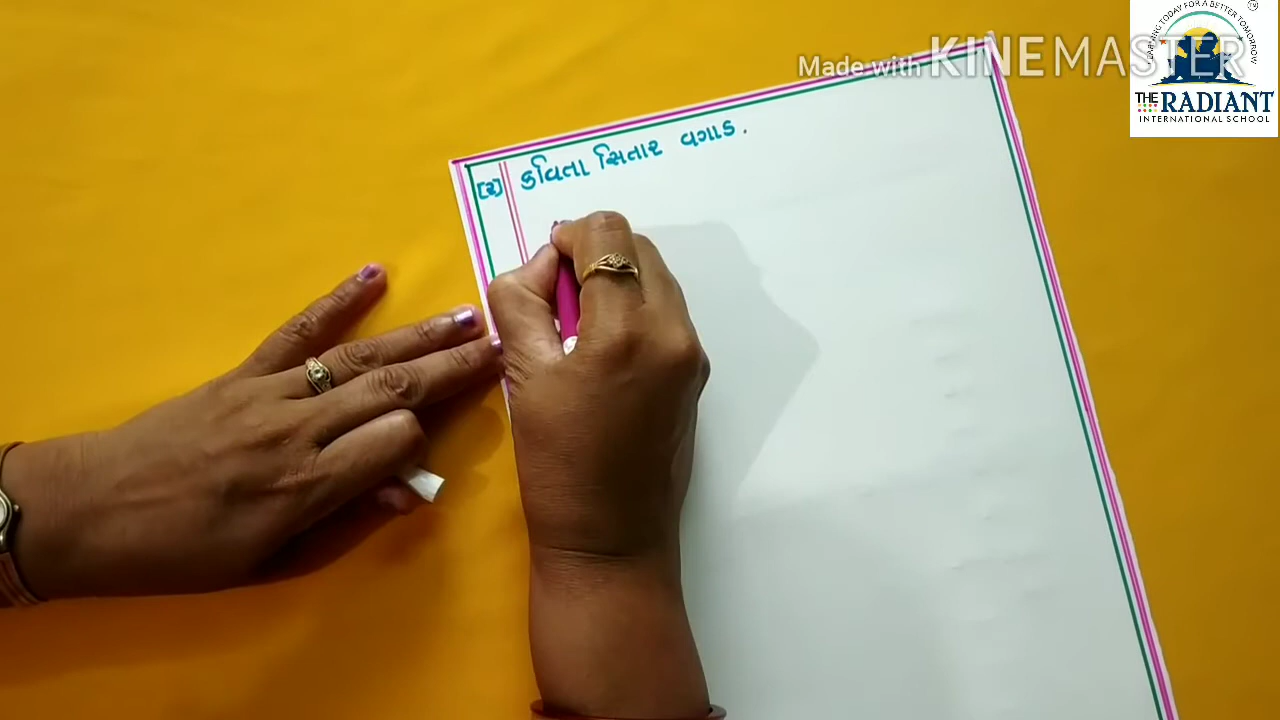 Made with KINEMASTER
LEARNING TODAY FOR A BETTER TOMORROW
THE RADIANT
INTERNATIONAL SCHOOL
[૨] કવિતા સિતાર વગાડ.